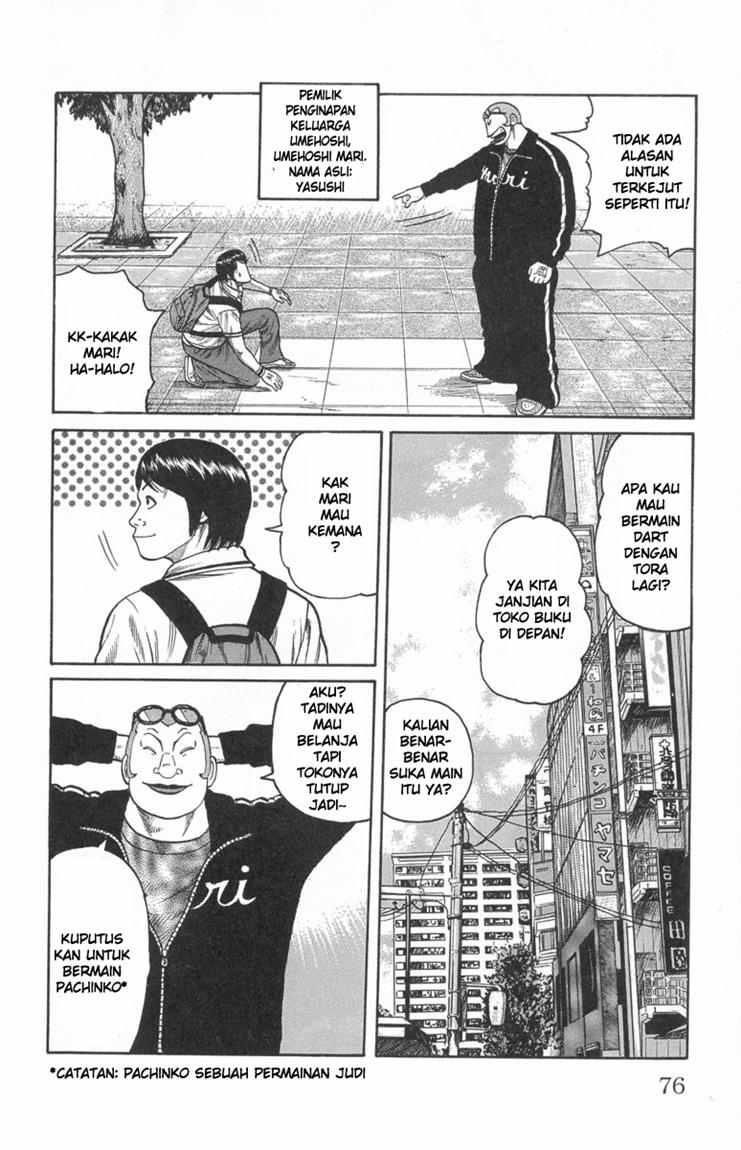 TIDAK ADA
ALASAN
UNTUK
TERKEJUT
SEPERTI ITU!
PEMILIK
PENGINAPAN
KELUARGA
UMEHOSHI,
UMEHOSHI MARI.
NAMA ASLI:
YASUSHI
mari
KK-KAKAK
MARI!
HA-HALO!
APA KAU
MAU
BERMAIN
DART
DENGAN
TORA
LAGI?
YA KITA
JANJIAN DI
TOKO BUKU
DI DEPAN!
KALIAN
BENAR-
BENAR
SUKA MAIN
ITU YA?
4F
パチンコ
ヤマセ
COFFEE
KAK
MARI
MAU
KEMANA
?
AKU?
TADINYA
MAU
BELANJA
TAPI
TOKONYA
TUTUP
JADI~
ri
KUPUTUS
KAN UNTUK
BERMAIN
PACHINKO*
*CATATAN: PACHINKO SEBUAH PERMAINAN JUDI
76